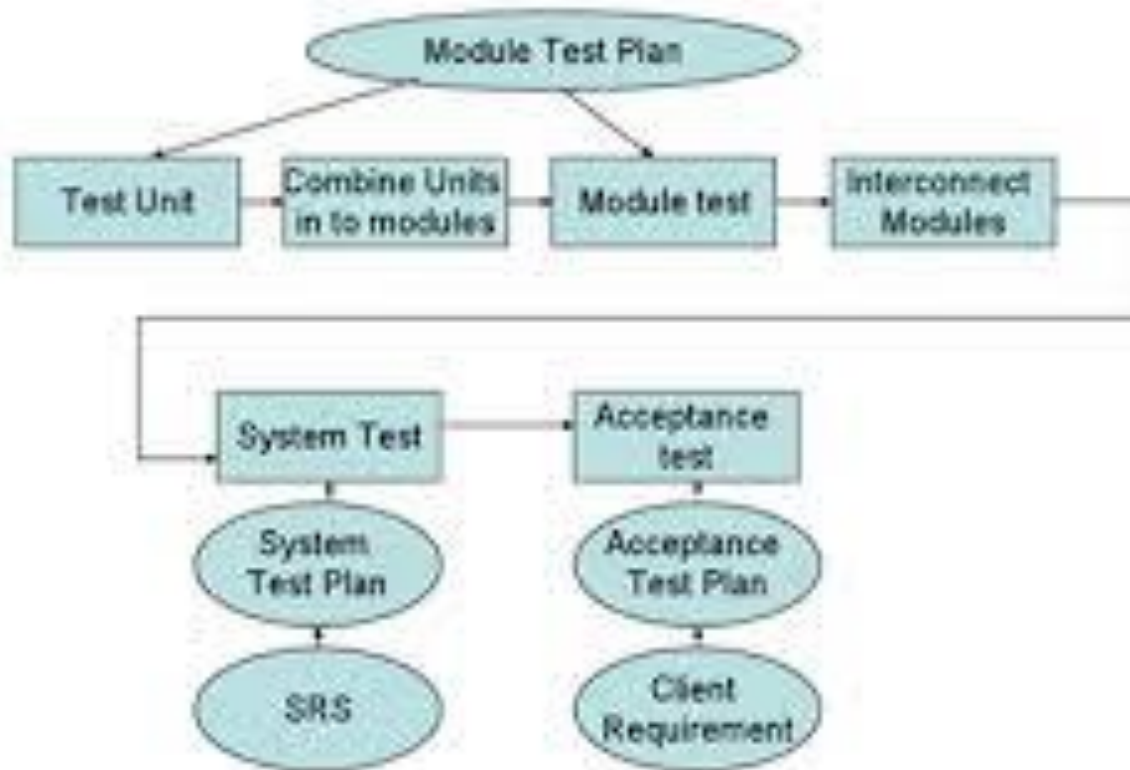 Module Test Plan
Test Unit
Combine Units
in to modules
Module test
Interconnect
Modules
System Test
Acceptance
test
System
Test Plan
Acceptance
Test Plan
SRS
Client
Requirement